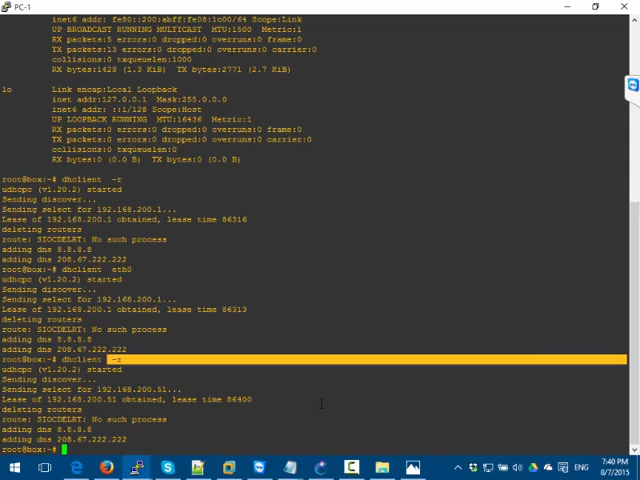 PC-1
inet6 addr: fe80::200:abff:fe08:1c00/64 Scope:Link
UP BROADCAST RUNNING MULTICAST  MTU:1500  Metric:1
RX packets:5 errors:0 dropped:0 overruns:0 frame:0
TX packets:13 errors:0 dropped:0 overruns:0 carrier:0
collisions:0 txqueuelen:1000
RX bytes:1428 (1.3 KiB)  TX bytes:2771 (2.7 KiB)
lo        Link encap:Local Loopback
inet addr:127.0.0.1  Mask:255.0.0.0
inet6 addr: ::1/128 Scope:Host
UP LOOPBACK RUNNING  MTU:16436  Metric:1
RX packets:0 errors:0 dropped:0 overruns:0 frame:0
TX packets:0 errors:0 dropped:0 overruns:0 carrier:0
collisions:0 txqueuelen:0
RX bytes:0 (0.0 B)  TX bytes:0 (0.0 B)
root@box:~# dhclient  -r
udhcpc (v1.20.2) started
Sending discover...
Sending select for 192.168.200.1...
Lease of 192.168.200.1 obtained, lease time 86316
deleting routers
route: SIOCDELRT: No such process
adding dns 8.8.8.8
adding dns 208.67.222.222
root@box:~# dhclient  eth0
udhcpc (v1.20.2) started
Sending discover...
Sending select for 192.168.200.1...
Lease of 192.168.200.1 obtained, lease time 86313
deleting routers
route: SIOCDELRT: No such process
adding dns 8.8.8.8
adding dns 208.67.222.222
root@box:~# dhclient  -r
udhcpc (v1.20.2) started
Sending discover...
Sending select for 192.168.200.51...
Lease of 192.168.200.51 obtained, lease time 86400
deleting routers
route: SIOCDELRT: No such process
adding dns 8.8.8.8
adding dns 208.67.222.222
root@box:~#
ENG
7:40 PM
8/7/2015